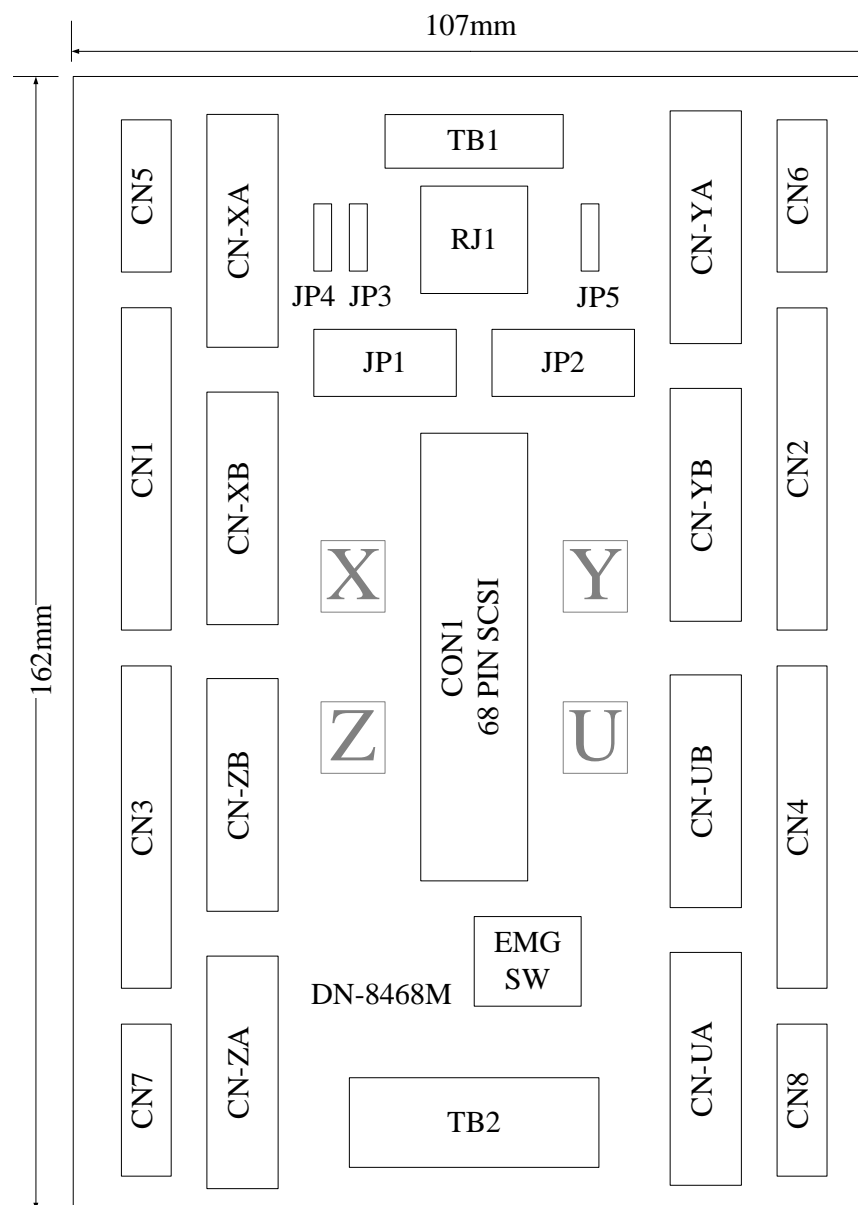 107mm
162mm
TB1
CN5
CN-XA
RJ1
CN-YA
CN6
JP4
JP3
JP5
JP1
JP2
CN1
CN-XB
CN-YB
CN2
X
Y
CON1
68 PIN SCSI
Z
U
CN3
CN-ZB
CN-UB
CN4
EMG
SW
DN-8468M
CN7
CN-ZA
TB2
CN-UA
CN8